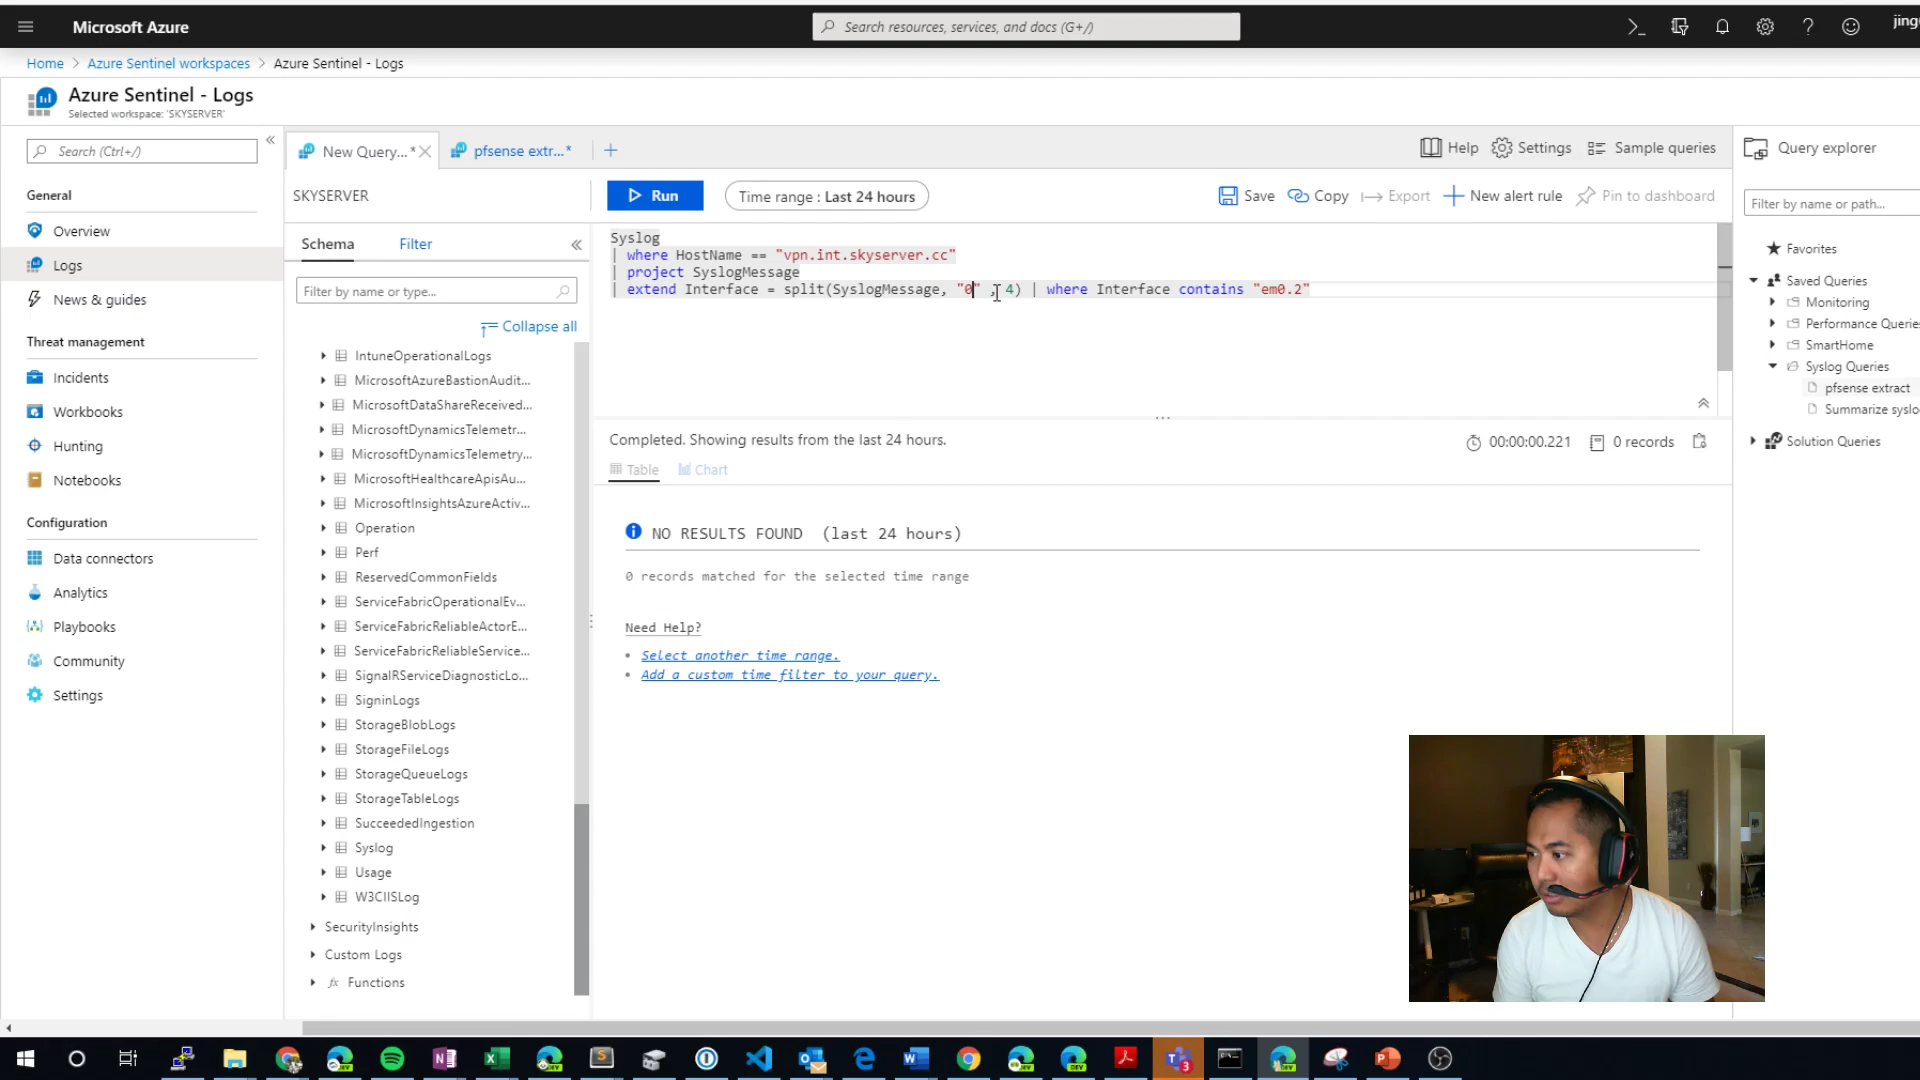 Microsoft Azure
Search resources, services, and docs (G+/)
jing
Home > Azure Sentinel workspaces > Azure Sentinel - Logs
Azure Sentinel - Logs
Selected workspace: 'SKYSERVER'
Search (Ctrl+/)
General
Overview
Logs
News & guides
Threat management
Incidents
Workbooks
Hunting
Notebooks
Configuration
Data connectors
Analytics
Playbooks
Community
Settings
New Query...*
pfsense extr...*
Help
Settings
Sample queries
SKYSERVER
Run
Time range : Last 24 hours
Save
Copy
Export
New alert rule
Pin to dashboard
Schema
Filter
Filter by name or type...
Collapse all
IntuneOperationalLogs
MicrosoftAzureBastionAudit...
MicrosoftDataShareReceived...
MicrosoftDynamicsTelemetr...
MicrosoftDynamicsTelemetry...
MicrosoftHealthcareApisAu...
MicrosoftInsightsAzureActiv...
Operation
Perf
ReservedCommonFields
ServiceFabricOperationalEv...
ServiceFabricReliableActorE...
ServiceFabricReliableService...
SignalRServiceDiagnosticLo...
SigninLogs
StorageBlobLogs
StorageFileLogs
StorageQueueLogs
StorageTableLogs
SucceededIngestion
Syslog
Usage
W3CIISLog
SecurityInsights
Custom Logs
fx Functions
Syslog
| where HostName == "vpn.int.skyserver.cc"
| project SyslogMessage
| extend Interface = split(SyslogMessage, "0" , 4) | where Interface contains "em0.2"
Completed. Showing results from the last 24 hours.
00:00:00.221
0 records
Table
Chart
NO RESULTS FOUND (last 24 hours)
0 records matched for the selected time range
Need Help?
Select another time range.
Add a custom time filter to your query.
Query explorer
Filter by name or path...
Favorites
Saved Queries
Monitoring
Performance Querie
SmartHome
Syslog Queries
pfsense extract
Summarize syslo
Solution Queries